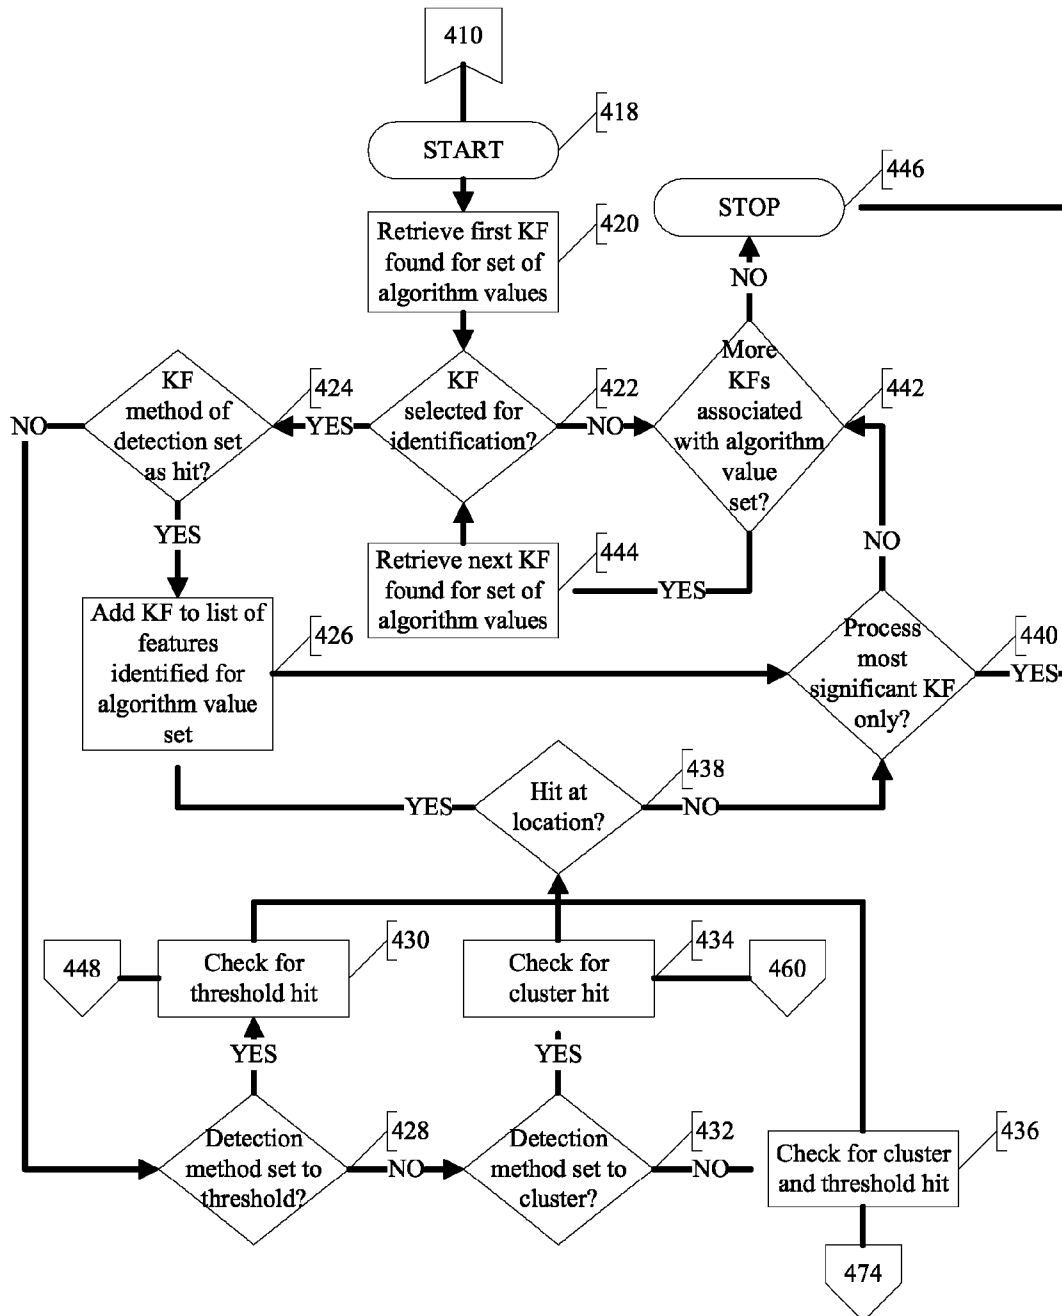 410
START
418
Retrieve first KF
found for set of
algorithm values
420
STOP
446
NO
KF
method of
detection set
as hit?
424
NO
YES
KF
selected for
identification?
422
YES
NO
More
KFs
associated
with algorithm
value
set?
442
NO
YES
Retrieve next KF
found for set of
algorithm values
444
Add KF to list of
features
identified for
algorithm value
set
426
Process
most
significant KF
only?
440
YES
Hit at
location?
438
YES
NO
448
Check for
threshold hit
430
Check for
cluster hit
434
460
YES
YES
Detection
method set to
threshold?
428
NO
Detection
method set to
cluster?
432
NO
Check for cluster
and threshold hit
436
474